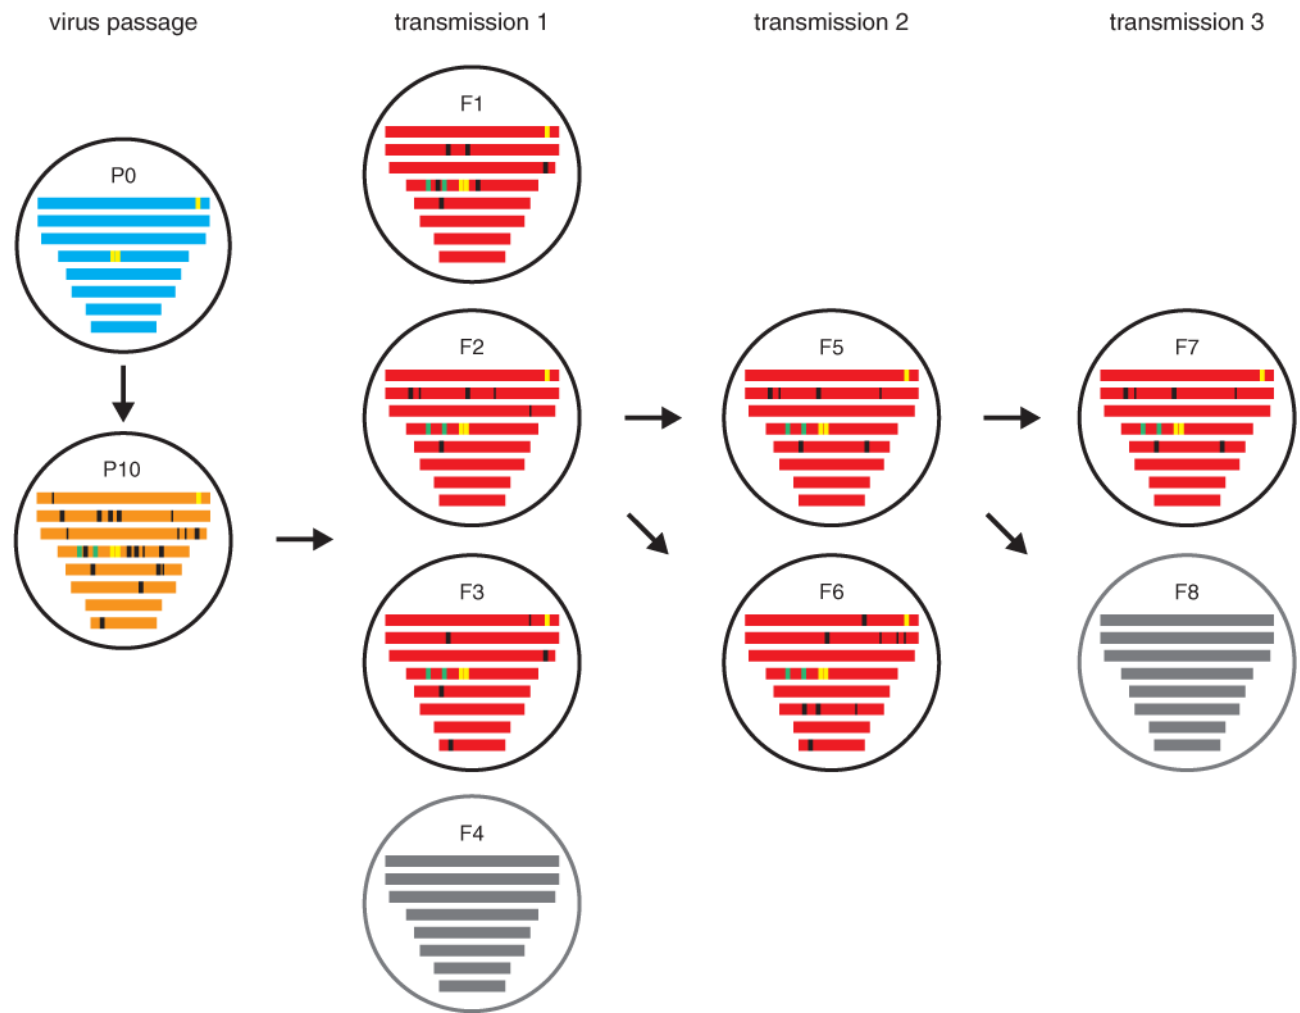 virus passage
transmission 1
transmission 2
transmission 3
P0
P10
F1
F2
F3
F4
F5
F6
F7
F8